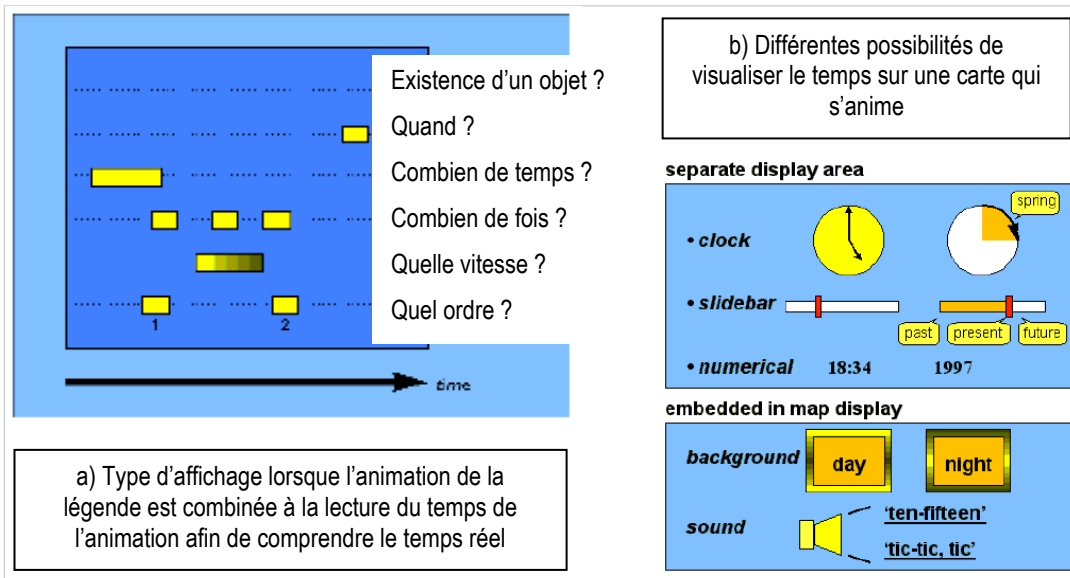 Existence d'un objet ?
Quand ?
Combien de temps ?
Combien de fois ?
Quelle vitesse ?
Quel ordre ?
1 2
time
a) Type d'affichage lorsque l'animation de la
légende est combinée à la lecture du temps de
l'animation afin de comprendre le temps réel
b) Différentes possibilités de
visualiser le temps sur une carte qui
s'anime
separate display area
spring
• clock
• slidebar
past present future
• numerical 18:34 1997
embedded in map display
background day night
'ten-fifteen'
sound
'tic-tic, tic'